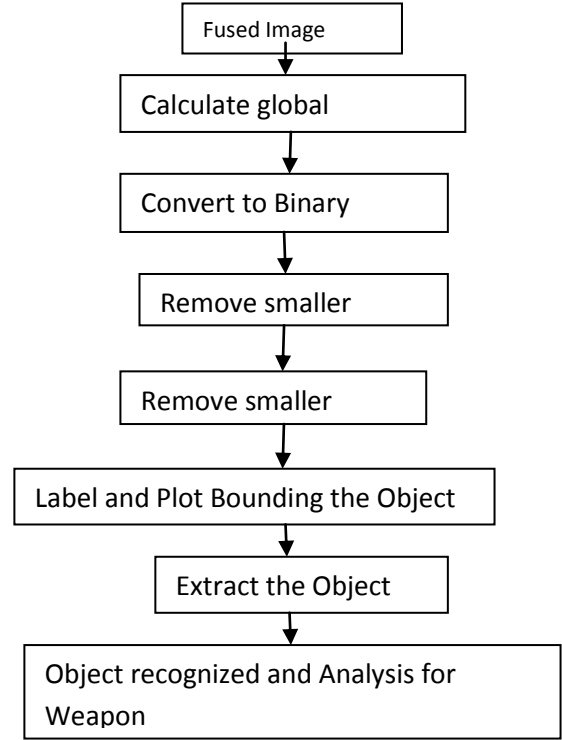 Fused Image
Calculate global
Convert to Binary
Remove smaller
Remove smaller
Label and Plot Bounding the Object
Extract the Object
Object recognized and Analysis for
Weapon